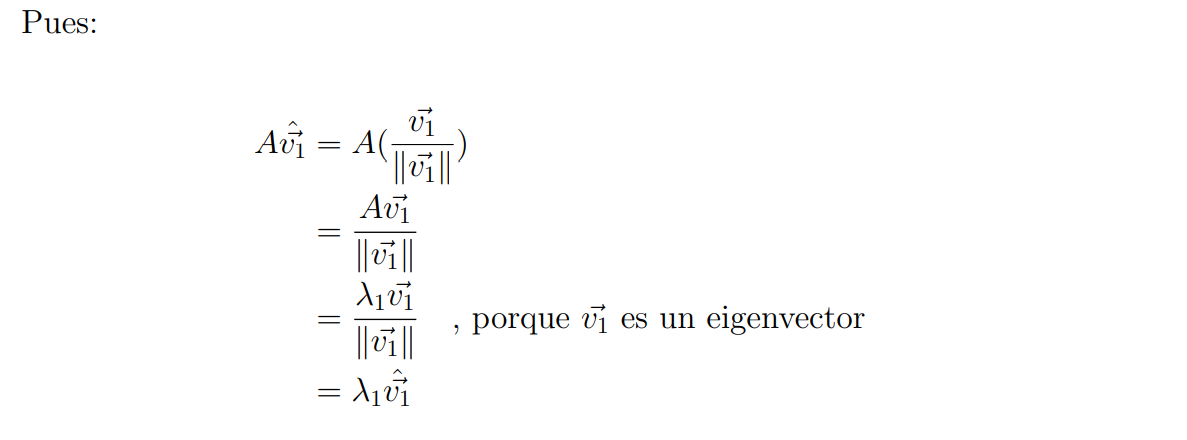 Pues:
$A\hat{\vec{v_1}} = A(\frac{\vec{v_1}}{\|\vec{v_1}\|})$
$= \frac{A\vec{v_1}}{\|\vec{v_1}\|}$
$= \frac{\lambda_1\vec{v_1}}{\|\vec{v_1}\|}$ , porque $\vec{v_1}$ es un eigenvector
$= \lambda_1\hat{\vec{v_1}}$